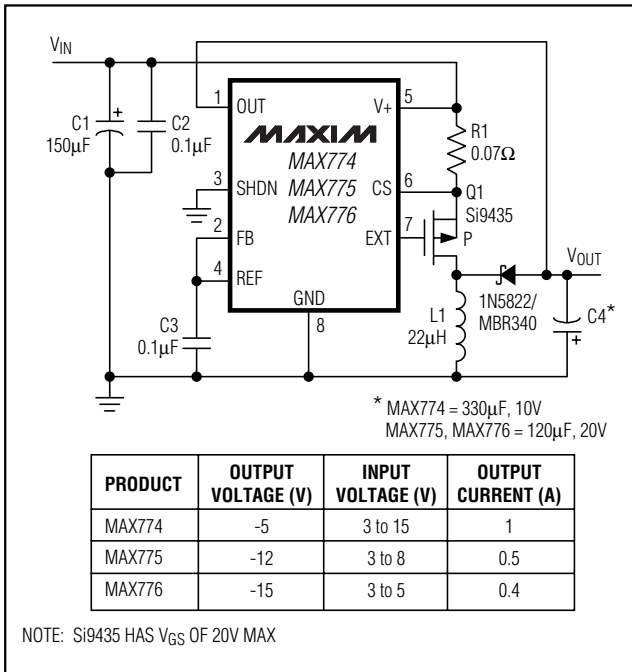 VIN
C1
150µF
+
C2
0.1µF
1
OUT
V+
5
MAXIM
MAX774
MAX775
MAX776
R1
0.07Ω
3
SHDN
CS
6
Q1
Si9435
2
FB
EXT
7
P
4
REF
VOUT
GND
8
C3
0.1µF
L1
22µH
1N5822/
MBR340
C4*
+
* MAX774 = 330µF, 10V
MAX775, MAX776 = 120µF, 20V
PRODUCT OUTPUT VOLTAGE (V) INPUT VOLTAGE (V) OUTPUT CURRENT (A)
MAX774 -5 3 to 15 1
MAX775 -12 3 to 8 0.5
MAX776 -15 3 to 5 0.4
NOTE: Si9435 HAS VGS OF 20V MAX